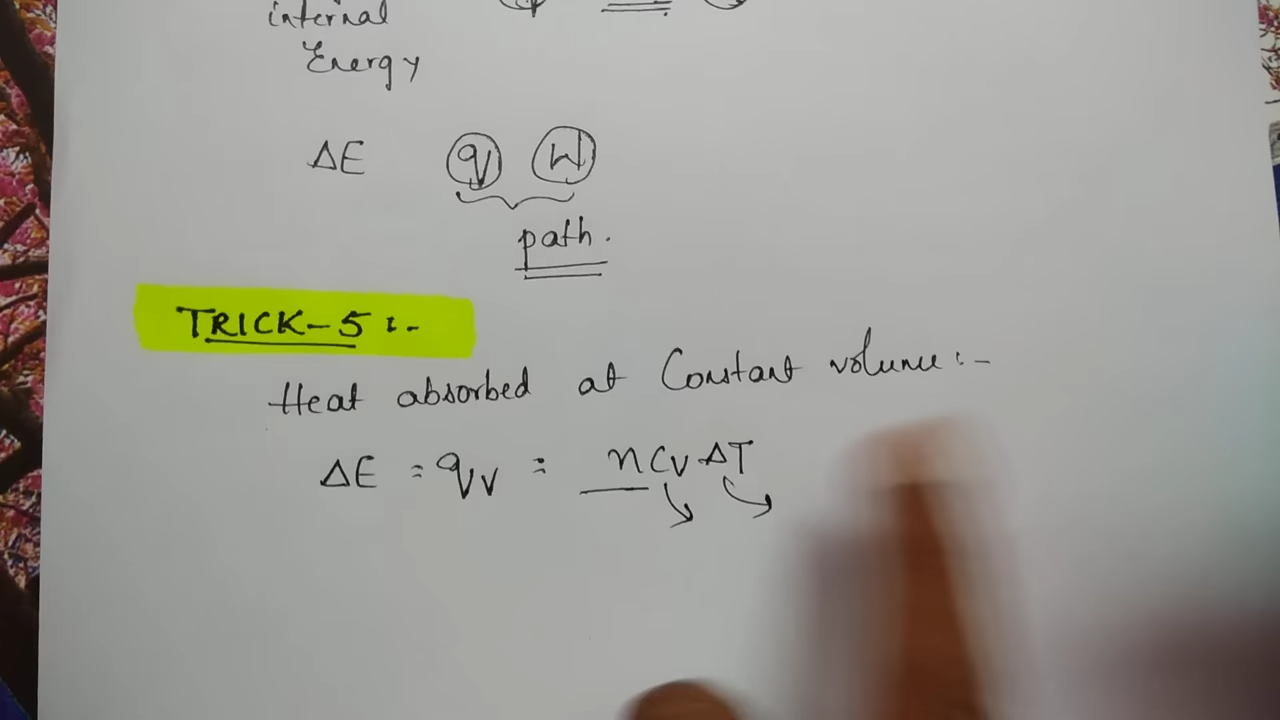 internal
Energy
ΔE q W
path.
TRICK-5:-
Heat absorbed at Constant volume:-
ΔE = qv = nCvΔT